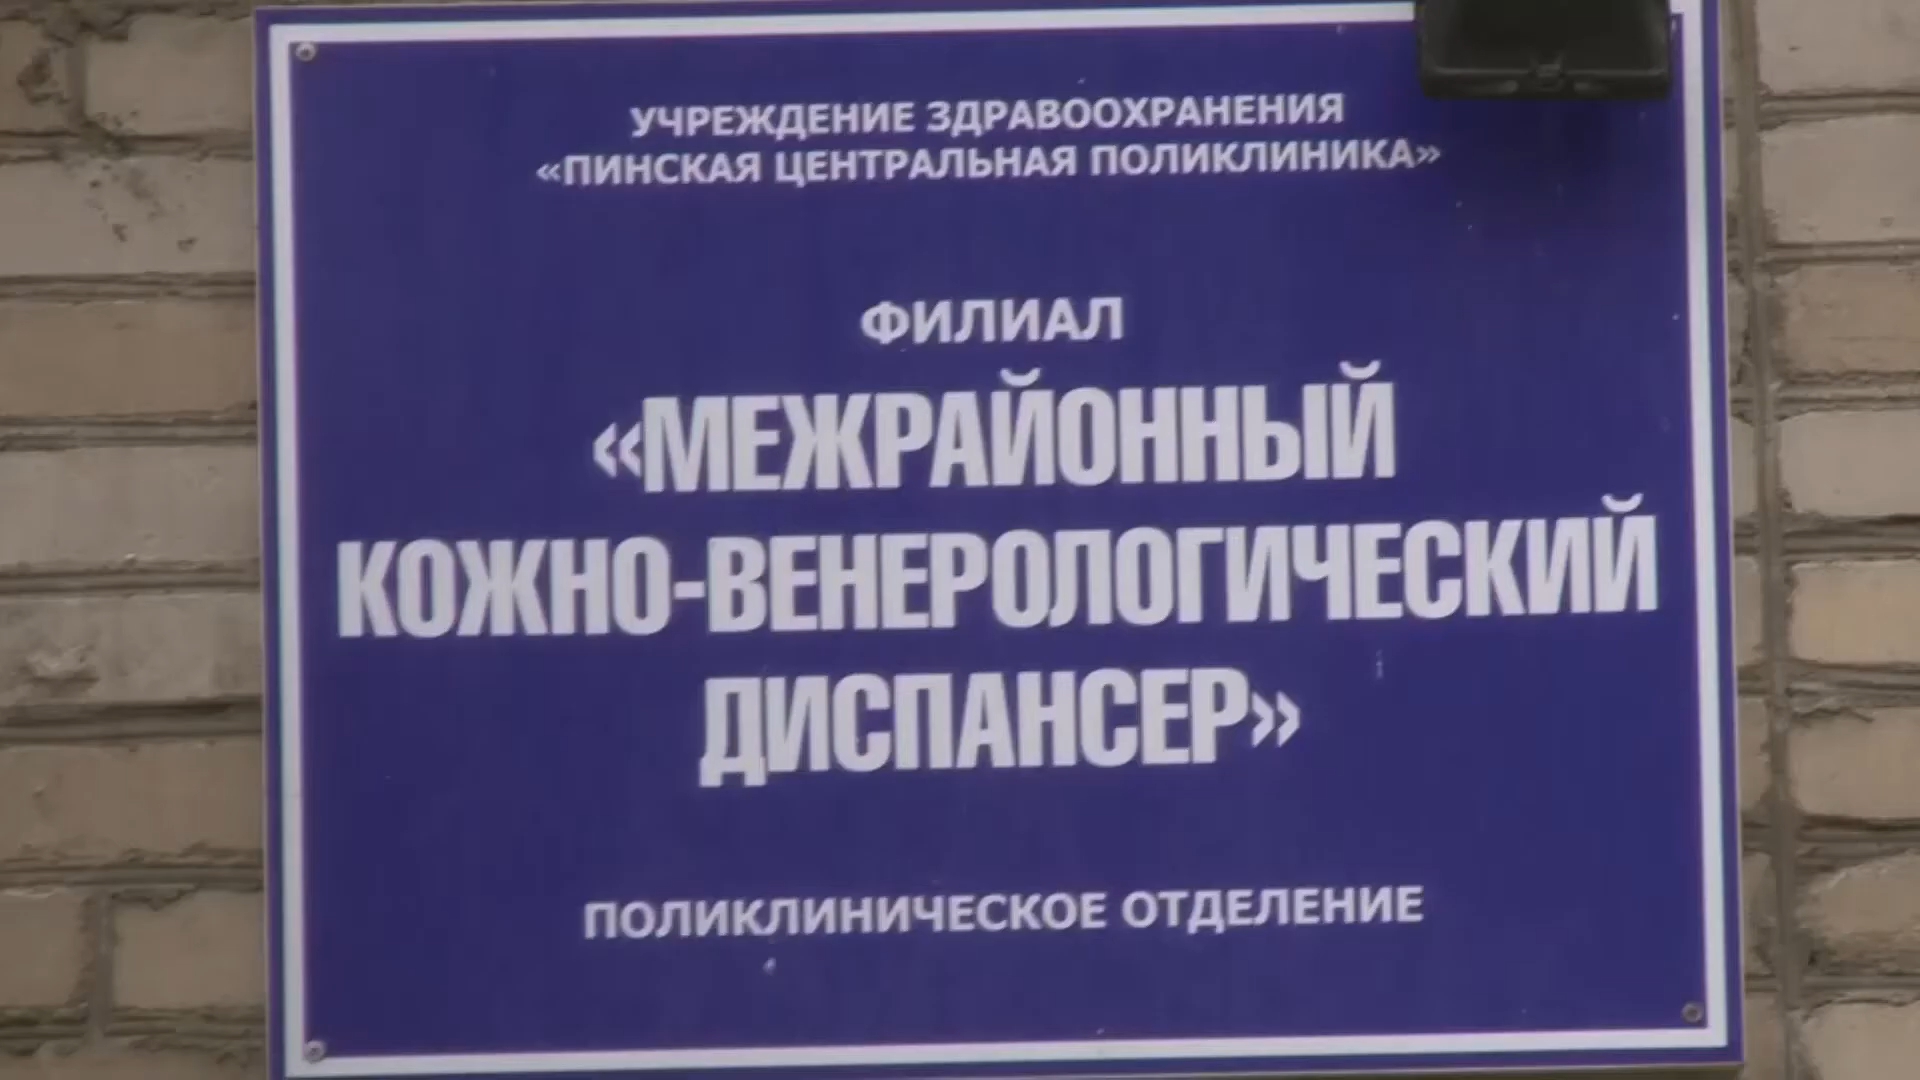 УЧРЕЖДЕНИЕ ЗДРАВООХРАНЕНИЯ
«ПИНСКАЯ ЦЕНТРАЛЬНАЯ ПОЛИКЛИНИКА»
ФИЛИАЛ
«МЕЖРАЙОННЫЙ
КОЖНО-ВЕНЕРОЛОГИЧЕСКИЙ
ДИСПАНСЕР»
ПОЛИКЛИНИЧЕСКОЕ ОТДЕЛЕНИЕ